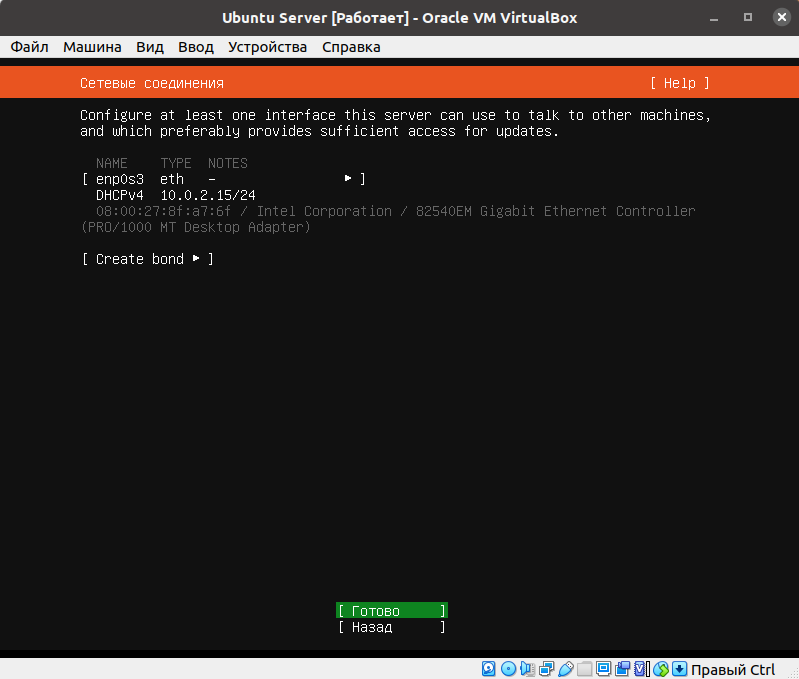 Ubuntu Server [Работает] - Oracle VM VirtualBox
Файл Машина Вид Ввод Устройства Справка
Сетевые соединения [ Help ]
Configure at least one interface this server can use to talk to other machines,
and which preferably provides sufficient access for updates.
NAME TYPE NOTES
[ enp0s3 eth - ▸ ]
DHCPv4 10.0.2.15/24
08:00:27:8f:a7:6f / Intel Corporation / 82540EM Gigabit Ethernet Controller
(PRO/1000 MT Desktop Adapter)
[ Create bond ▸ ]
[ Готово ]
[ Назад ]
Правый Ctrl